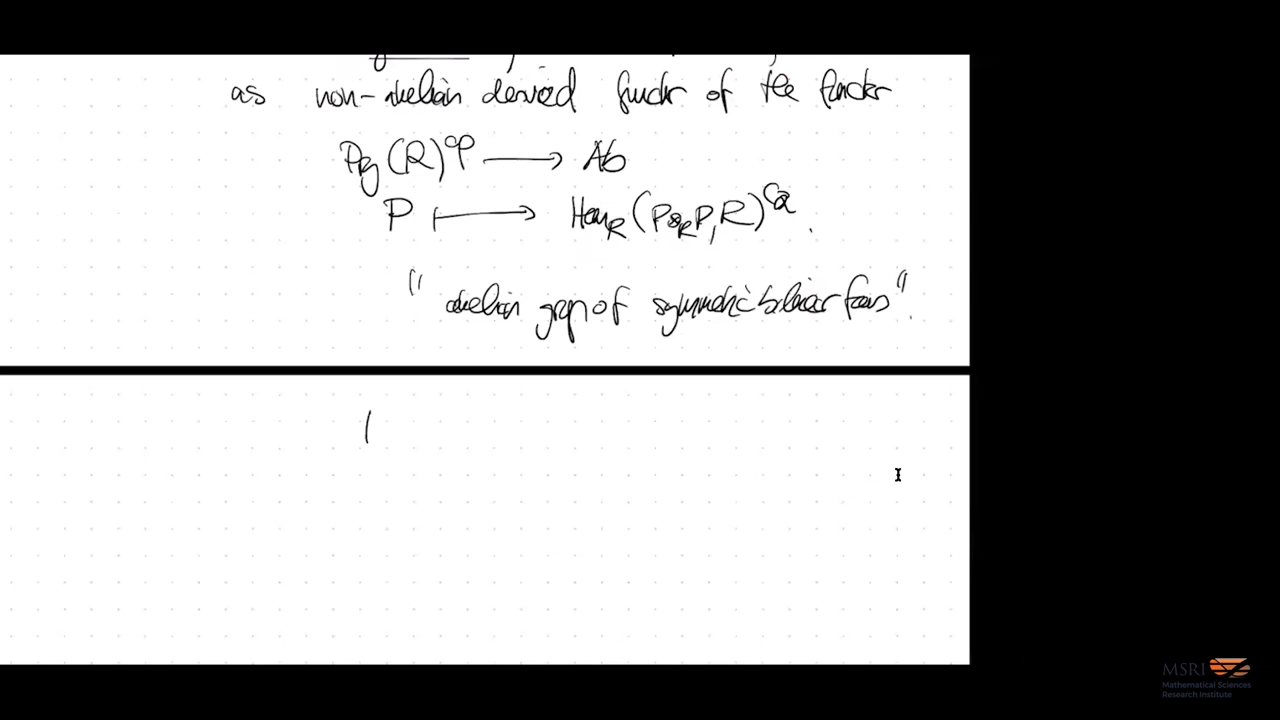 as non-abelian derived functor of the functor
Proj(R)^op ⟶ Ab
P ⟼ Hom_R(P⊗_R P, R)^C_2.
"abelian group of symmetric bilinear forms".
MSRI
Mathematical Sciences
Research Institute